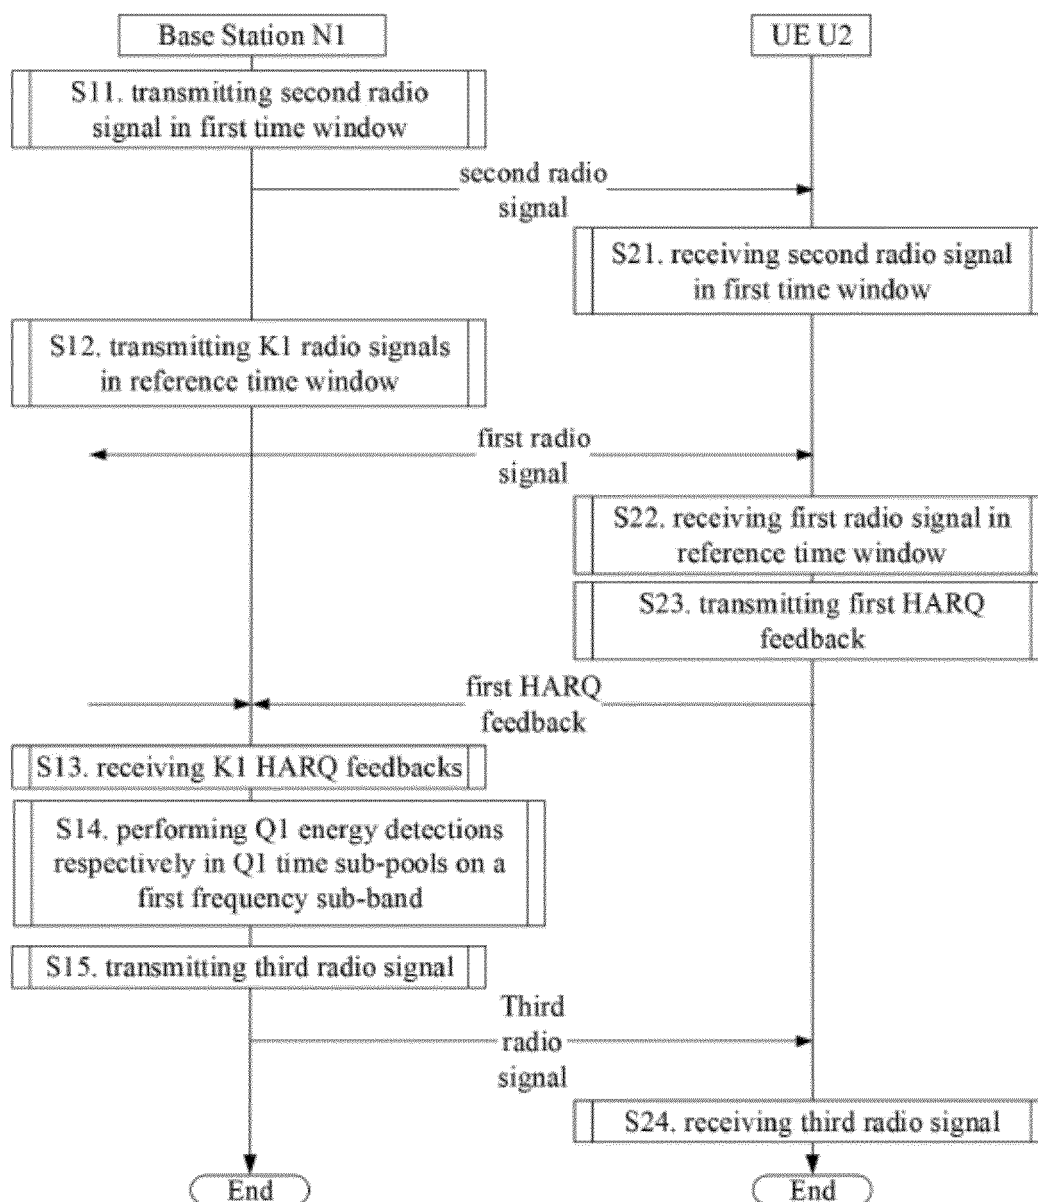 Base Station N1
UE U2
S11. transmitting second radio
signal in first time window
second radio
signal
S21. receiving second radio signal
in first time window
S12. transmitting K1 radio signals
in reference time window
first radio
signal
S22. receiving first radio signal in
reference time window
S23. transmitting first HARQ
feedback
first HARQ
feedback
S13. receiving K1 HARQ feedbacks
S14. performing Q1 energy detections
respectively in Q1 time sub-pools on a
first frequency sub-band
S15. transmitting third radio signal
Third
radio
signal
S24. receiving third radio signal
End
End